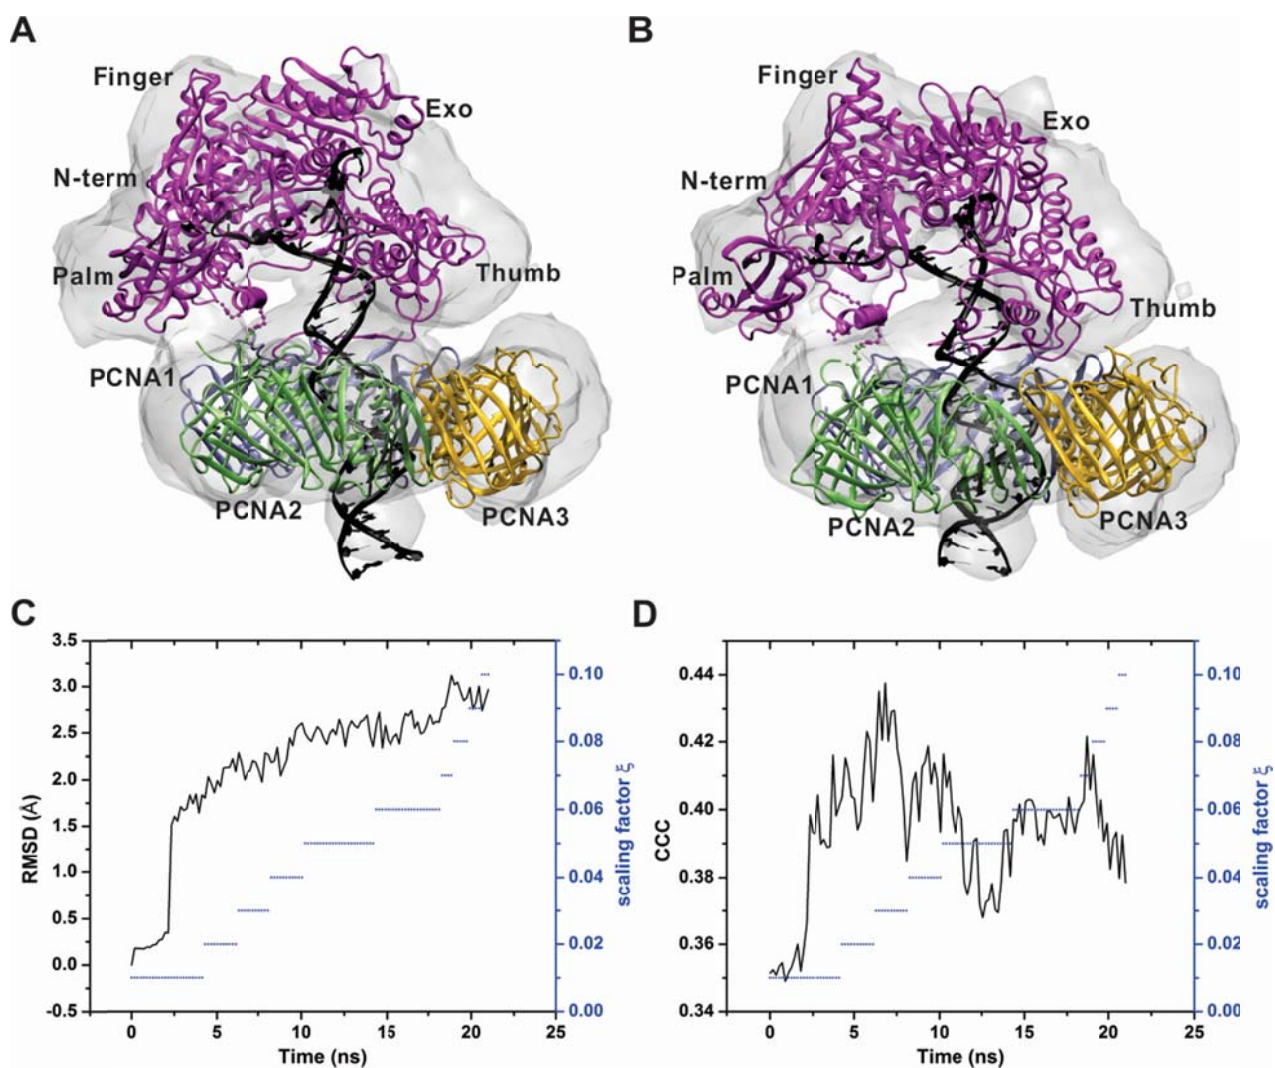 A
B
Finger
Exo
N-term
Palm
Thumb
PCNA1
PCNA2
PCNA3
Finger
Exo
N-term
Palm
Thumb
PCNA1
PCNA2
PCNA3
C
3.5
3.0
2.5
2.0
1.5
1.0
0.5
0.0
-0.5
RMSD (Å)
0 5 10 15 20 25
Time (ns)
0.10
0.08
0.06
0.04
0.02
0.00
scaling factor ξ
D
0.44
0.42
0.40
0.38
0.36
0.34
CCC
0 5 10 15 20 25
Time (ns)
0.10
0.08
0.06
0.04
0.02
0.00
scaling factor ξ